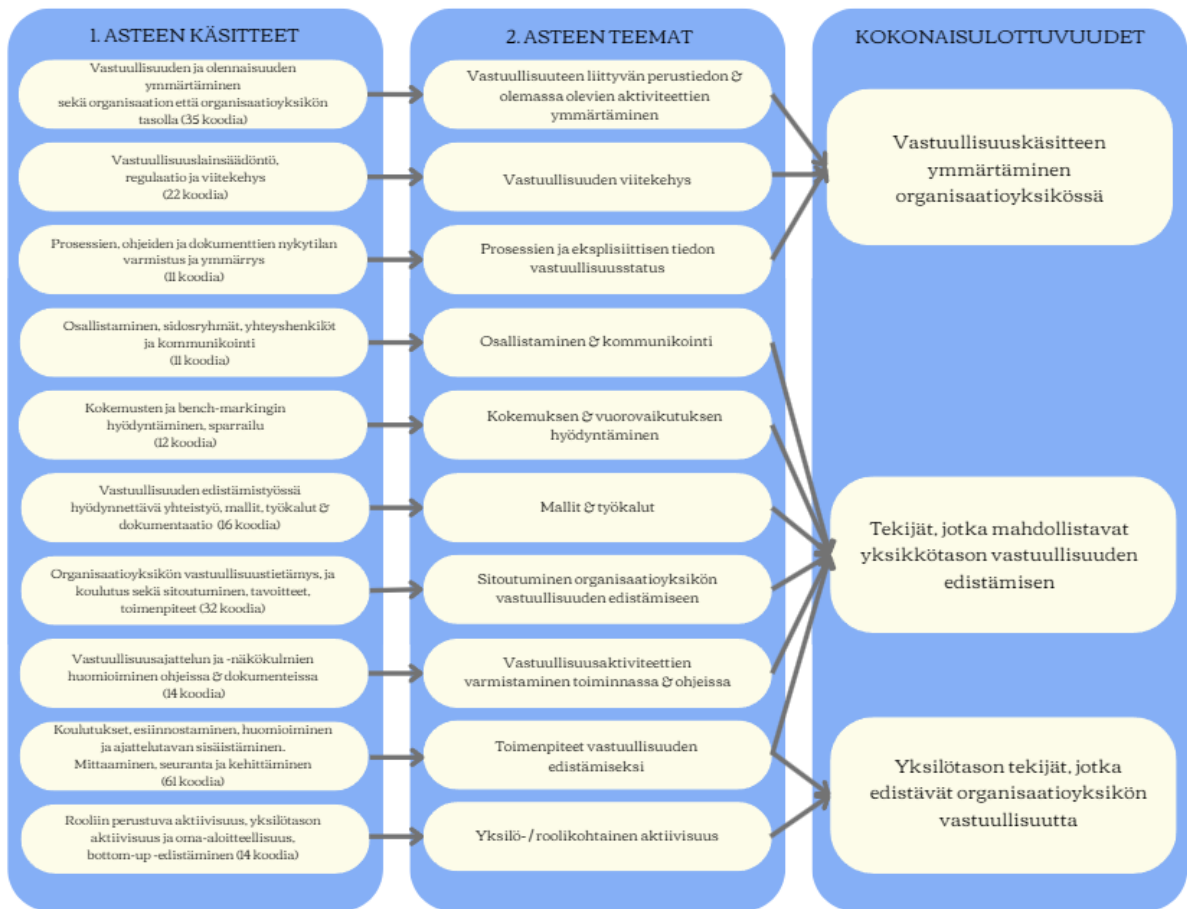 1. ASTEEN KÄSITTEET
Vastuullisuuden ja olennaisuuden
ymmärtäminen
sekä organisaation että organisaatioyksikön
tasolla (35 koodia)
Vastuullisuuslainsäädöntö,
regulaatio ja viitekehys
(22 koodia)
Prosessien, ohjeiden ja dokumenttien nykytilan
varmistus ja ymmärrys
(11 koodia)
Osallistaminen, sidosryhmät, yhteyshenkilöt
ja kommunikointi
(11 koodia)
Kokemusten ja bench-markingin
hyödyntäminen, sparrailu
(12 koodia)
Vastuullisuuden edistämistyössä
hyödynnettävä yhteistyö, mallit, työkalut &
dokumentaatio (16 koodia)
Organisaatioyksikön vastuullisuustietämys, ja
koulutus sekä sitoutuminen, tavoitteet,
toimenpiteet (32 koodia)
Vastuullisuusajattelun ja -näkökulmien
huomioiminen ohjeissa & dokumenteissa
(14 koodia)
Koulutukset, esiinnostaminen, huomioiminen
ja ajattelutavan sisäistäminen.
Mittaaminen, seuranta ja kehittäminen
(61 koodia)
Rooliin perustuva aktiivisuus, yksilötason
aktiivisuus ja oma-aloitteellisuus,
bottom-up -edistäminen (14 koodia)
2. ASTEEN TEEMAT
Vastuullisuuteen liittyvän perustiedon &
olemassa olevien aktiviteettien
ymmärtäminen
Vastuullisuuden viitekehys
Prosessien ja eksplisiittisen tiedon
vastuullisuusstatus
Osallistaminen & kommunikointi
Kokemuksen & vuorovaikutuksen
hyödyntäminen
Mallit & työkalut
Sitoutuminen organisaatioyksikön
vastuullisuuden edistämiseen
Vastuullisuusaktiviteettien
varmistaminen toiminnassa & ohjeissa
Toimenpiteet vastuullisuuden
edistämiseksi
Yksilö-/ roolikohtainen aktiivisuus
KOKONAISULOTTUVUUDET
Vastuullisuuskäsitteen
ymmärtäminen
organisaatioyksikössä
Tekijät, jotka mahdollistavat
yksikkötason vastuullisuuden
edistämisen
Yksilötason tekijät, jotka
edistävät organisaatioyksikön
vastuullisuutta